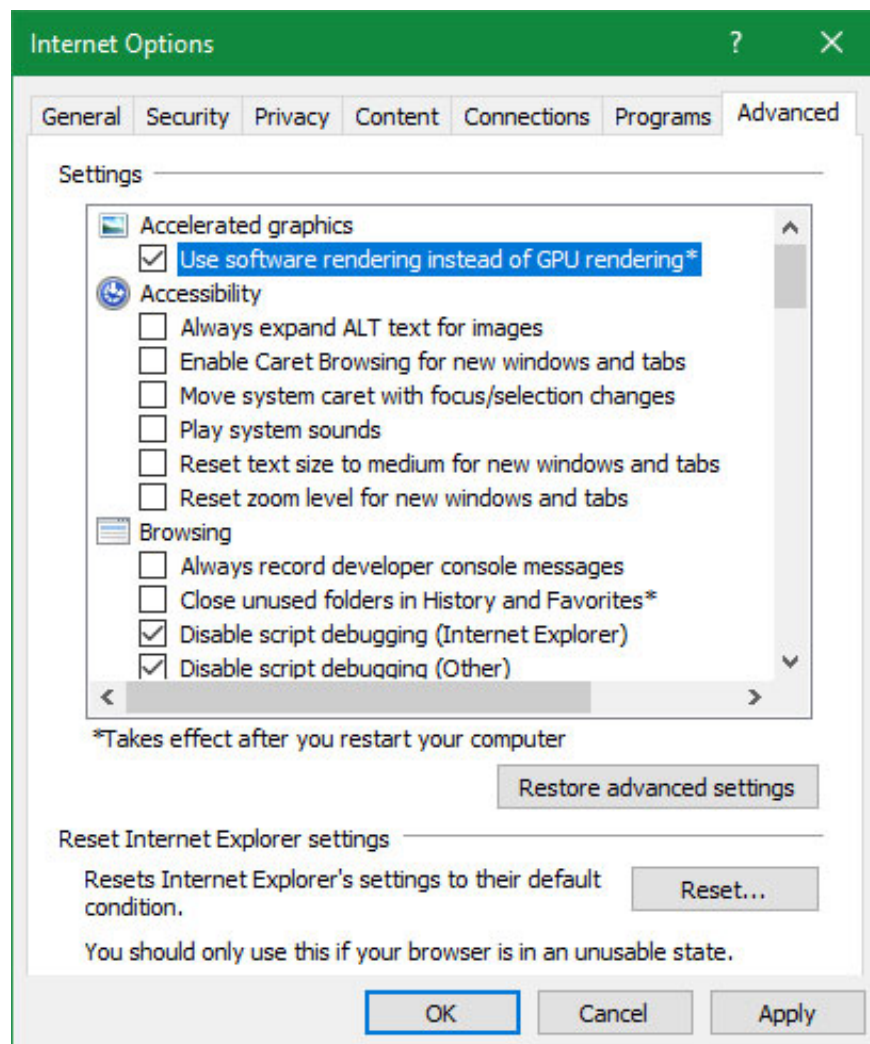 Internet Options ?
General Security Privacy Content Connections Programs Advanced
Settings
Accelerated graphics
Use software rendering instead of GPU rendering*
Accessibility
Always expand ALT text for images
Enable Caret Browsing for new windows and tabs
Move system caret with focus/selection changes
Play system sounds
Reset text size to medium for new windows and tabs
Reset zoom level for new windows and tabs
Browsing
Always record developer console messages
Close unused folders in History and Favorites*
Disable script debugging (Internet Explorer)
Disable script debugging (Other)
*Takes effect after you restart your computer
Restore advanced settings
Reset Internet Explorer settings
Resets Internet Explorer's settings to their default
condition.
Reset...
You should only use this if your browser is in an unusable state.
OK Cancel Apply